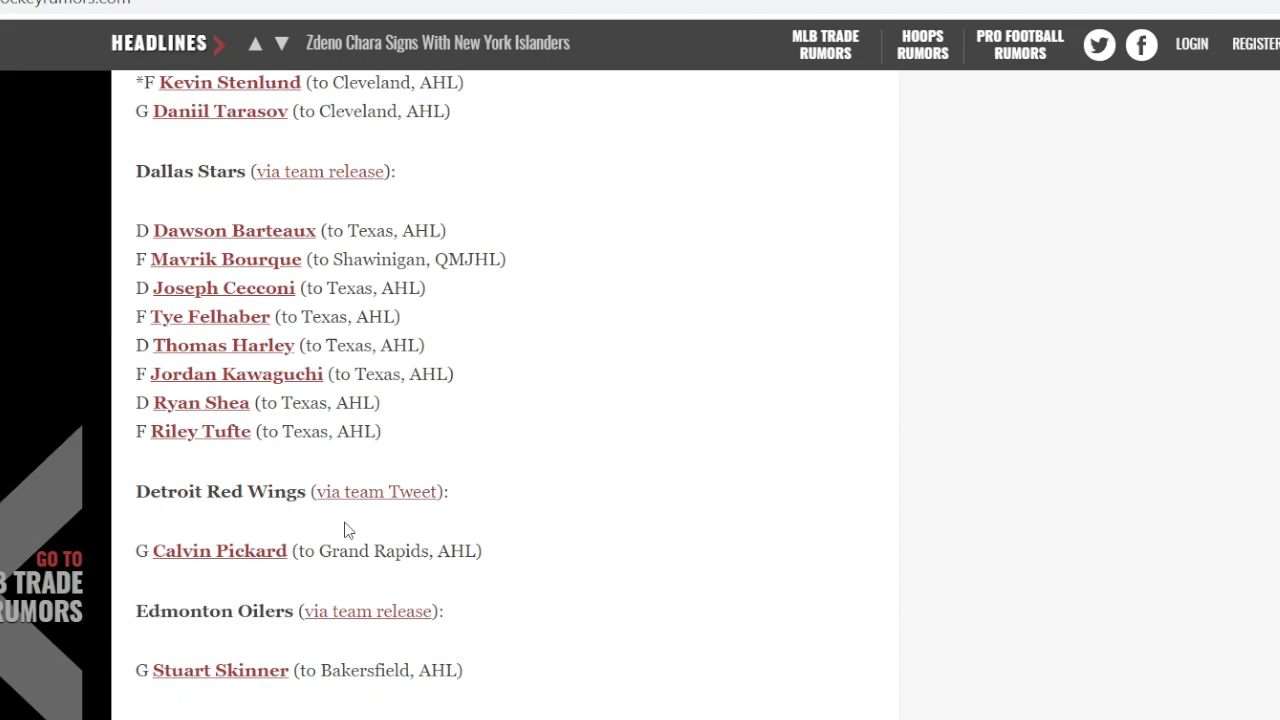 ockeyrumors.com
HEADLINES
Zdeno Chara Signs With New York Islanders
MLB TRADE
RUMORS
HOOPS
RUMORS
PRO FOOTBALL
RUMORS
LOGIN
REGISTER
*F Kevin Stenlund (to Cleveland, AHL)
G Daniil Tarasov (to Cleveland, AHL)
Dallas Stars (via team release):
D Dawson Barteaux (to Texas, AHL)
F Mavrik Bourque (to Shawinigan, QMJHL)
D Joseph Cecconi (to Texas, AHL)
F Tye Felhaber (to Texas, AHL)
D Thomas Harley (to Texas, AHL)
F Jordan Kawaguchi (to Texas, AHL)
D Ryan Shea (to Texas, AHL)
F Riley Tufte (to Texas, AHL)
Detroit Red Wings (via team Tweet):
G Calvin Pickard (to Grand Rapids, AHL)
Edmonton Oilers (via team release):
G Stuart Skinner (to Bakersfield, AHL)
GO TO
B TRADE
RUMORS